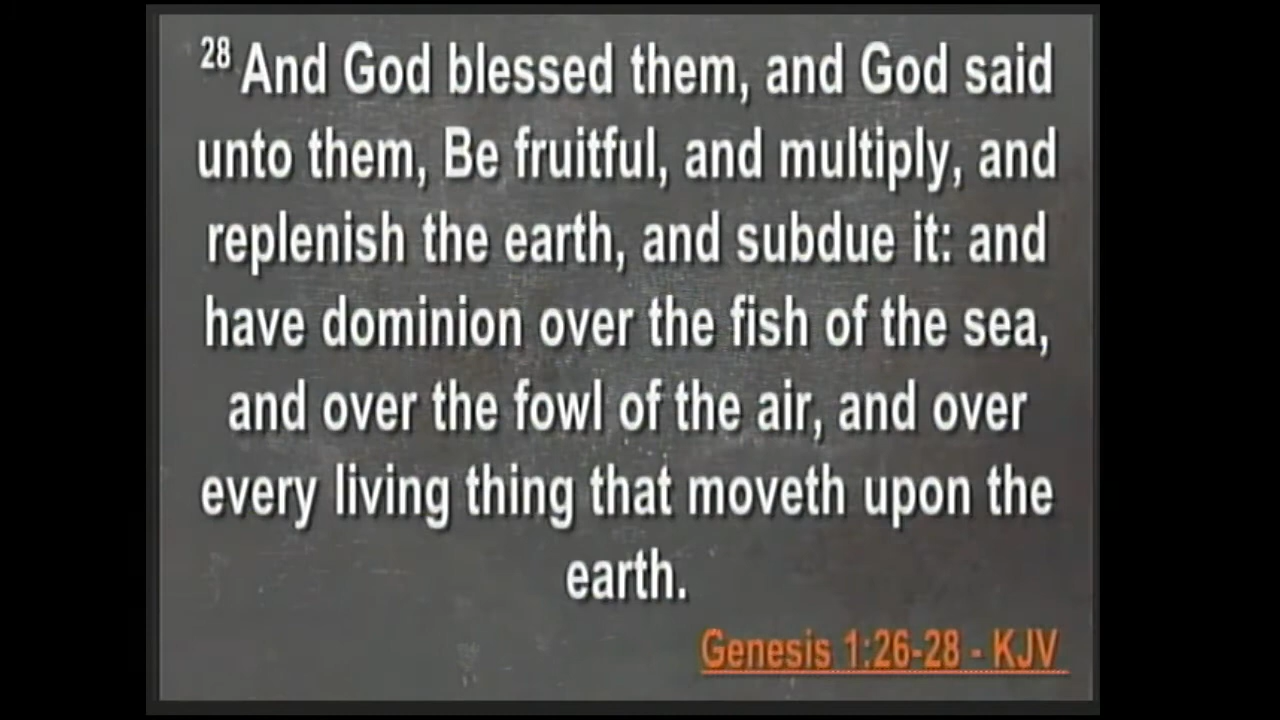 28 And God blessed them, and God said
unto them, Be fruitful, and multiply, and
replenish the earth, and subdue it: and
have dominion over the fish of the sea,
and over the fowl of the air, and over
every living thing that moveth upon the
earth.
Genesis 1:26-28 - KJV